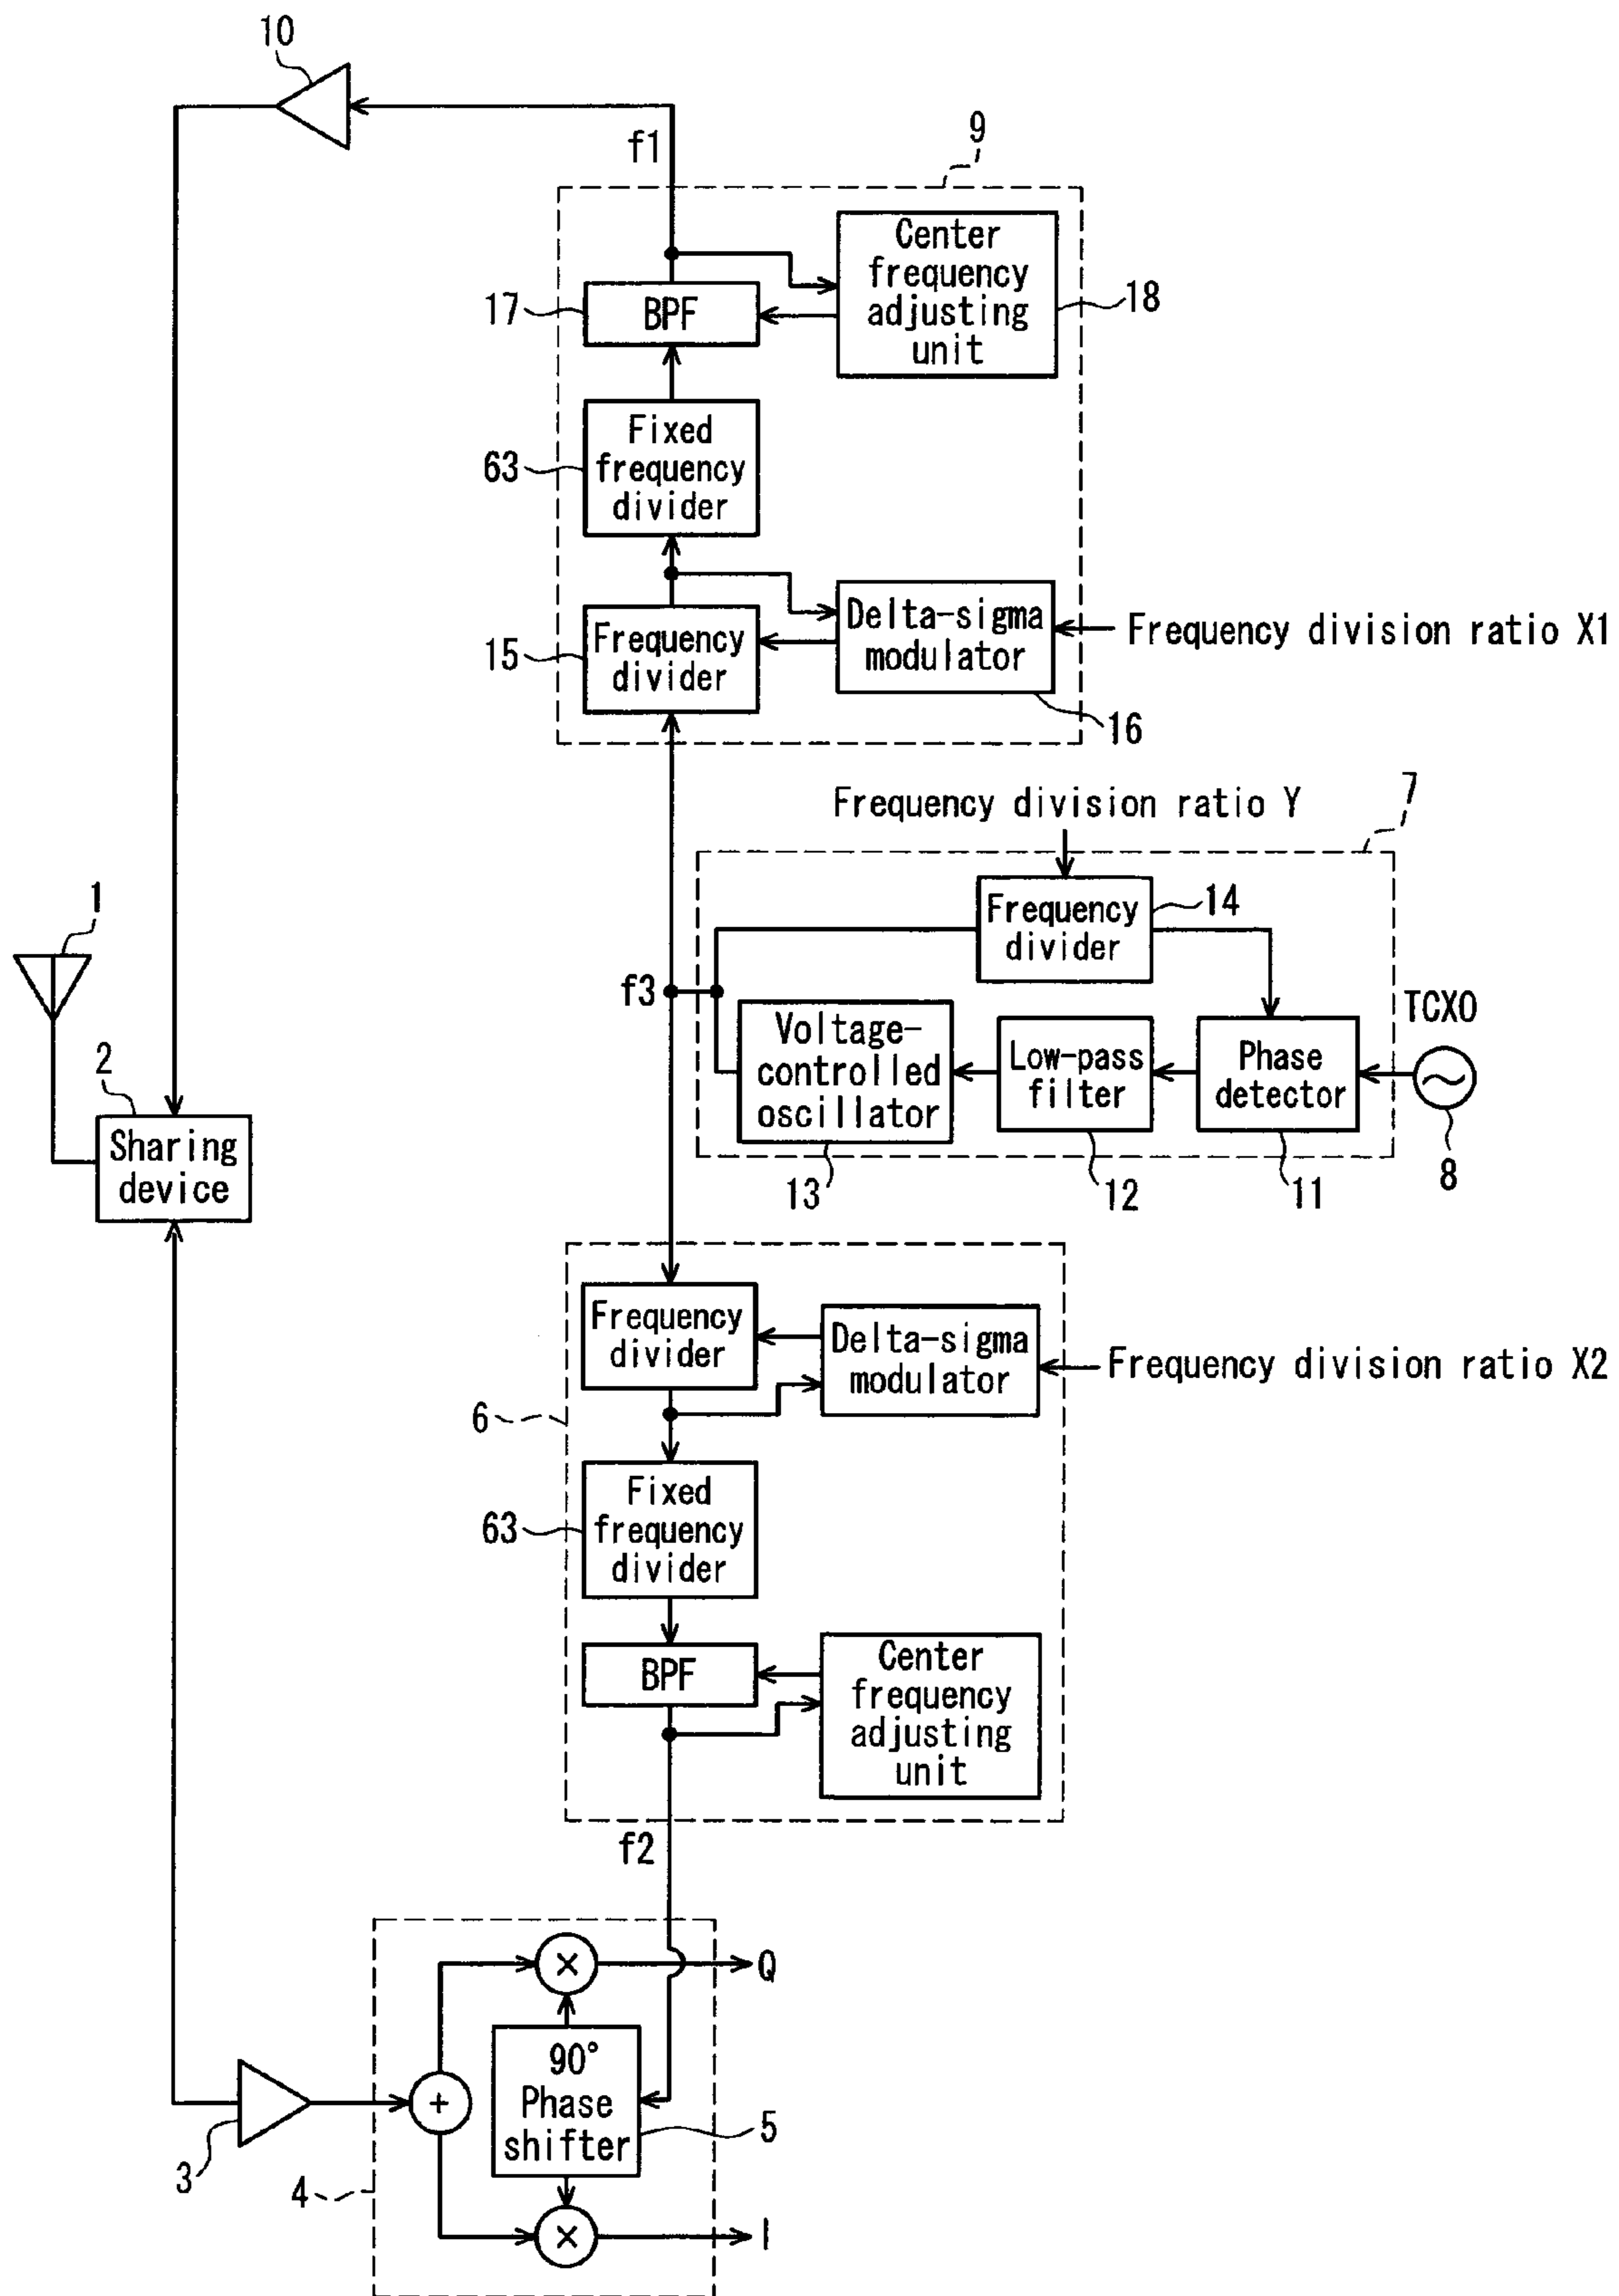 10
f1
9
Center
frequency
adjusting
unit
18
17
BPF
Fixed
frequency
divider
63
Delta-sigma
modulator
Frequency division ratio X1
15
Frequency
divider
16
Frequency division ratio Y
7
1
Frequency
divider
14
f3
TCXO
Voltage-
controlled
oscillator
Low-pass
filter
Phase
detector
2
Sharing
device
13
12
11
8
Frequency
divider
Delta-sigma
modulator
Frequency division ratio X2
6
Fixed
frequency
divider
63
BPF
Center
frequency
adjusting
unit
f2
×
Q
90°
Phase
shifter
+
5
3
4
×
I